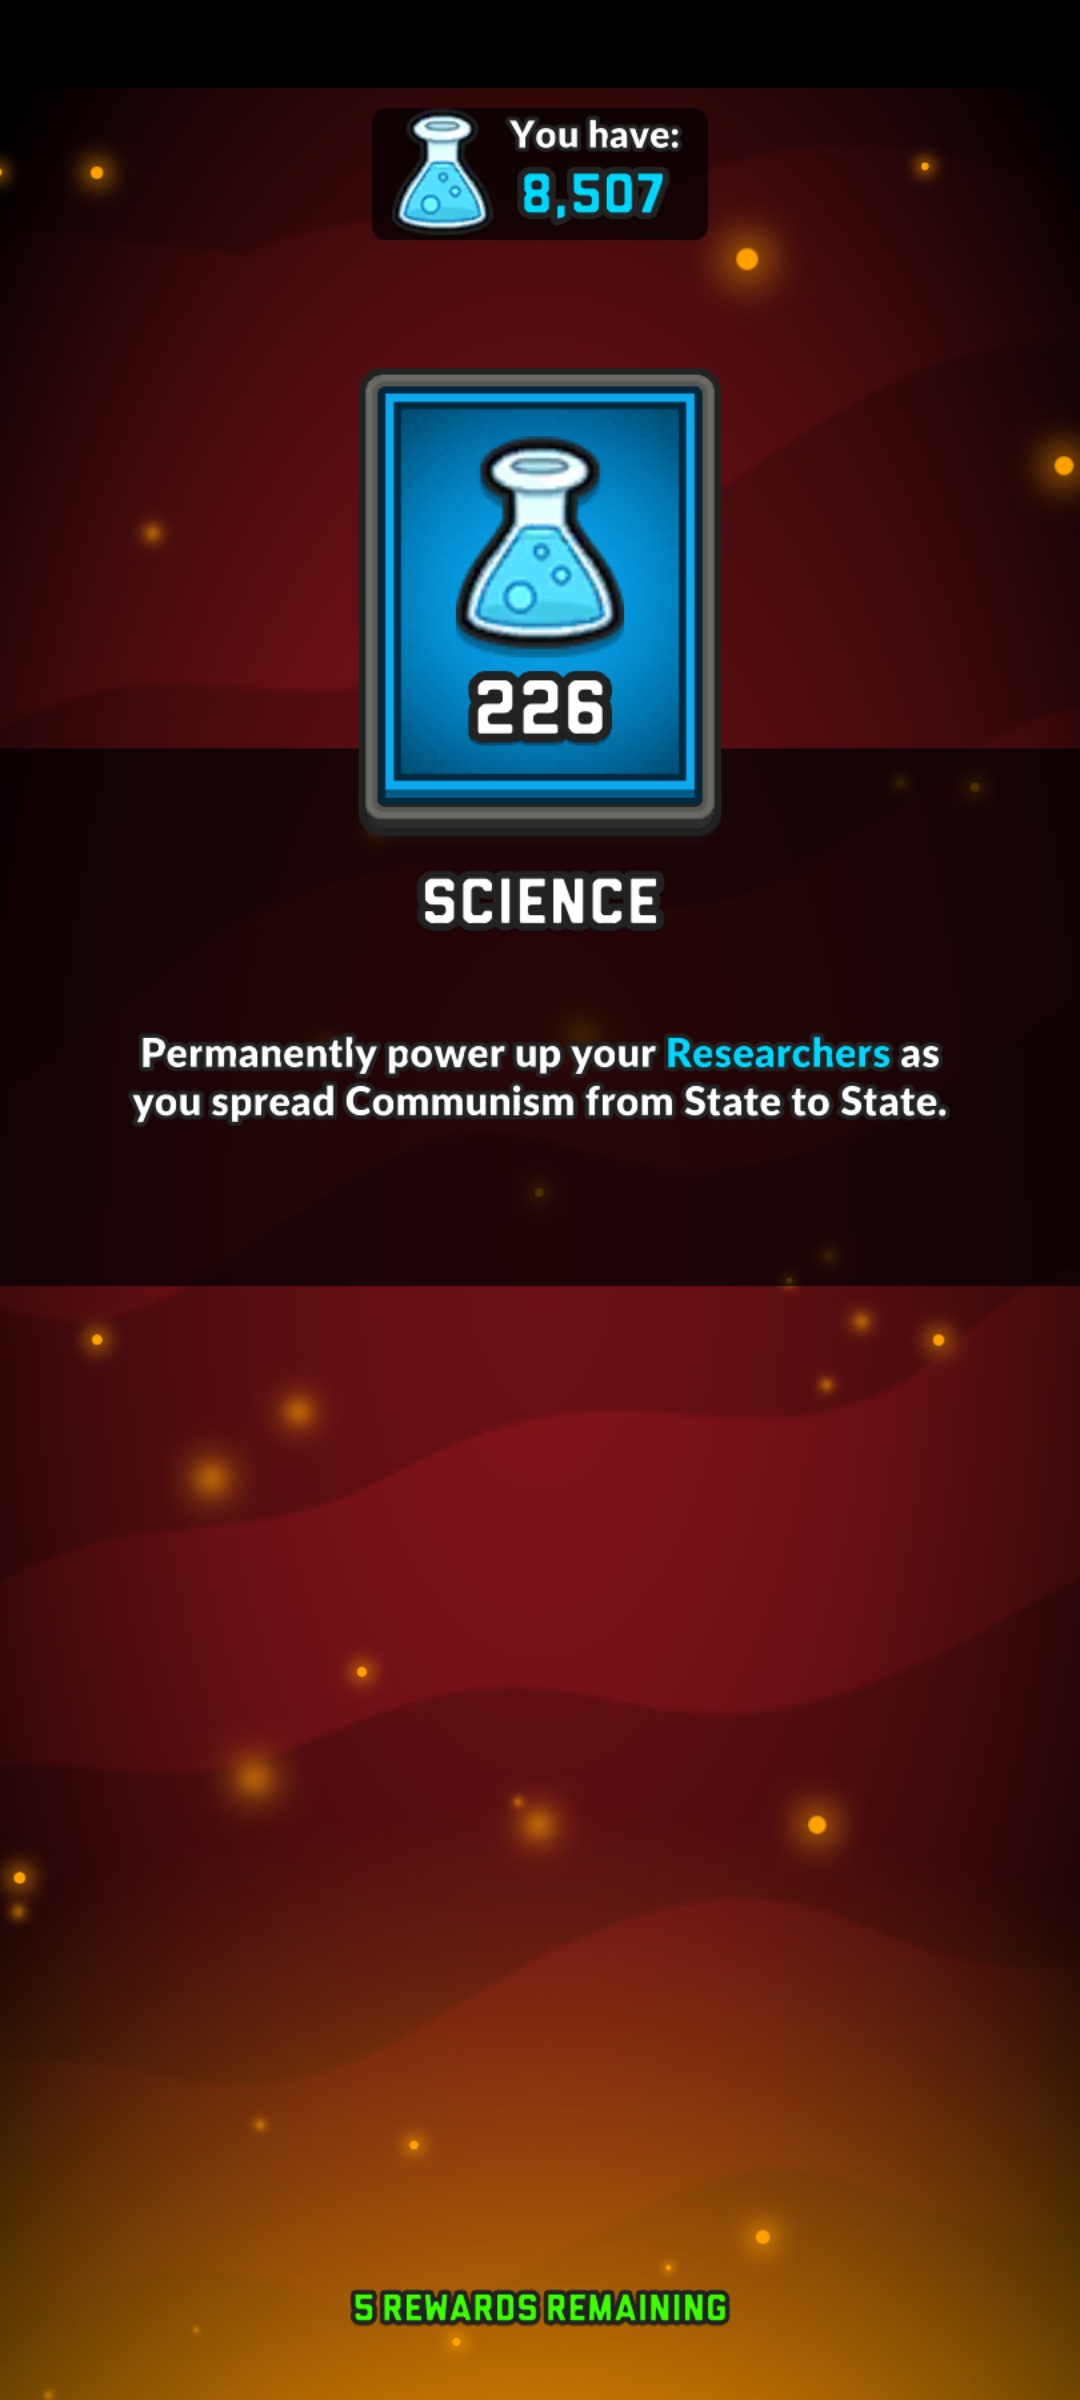 You have:
8,507
226
SCIENCE
Permanently power up your Researchers as
you spread Communism from State to State.
5 REWARDS REMAINING